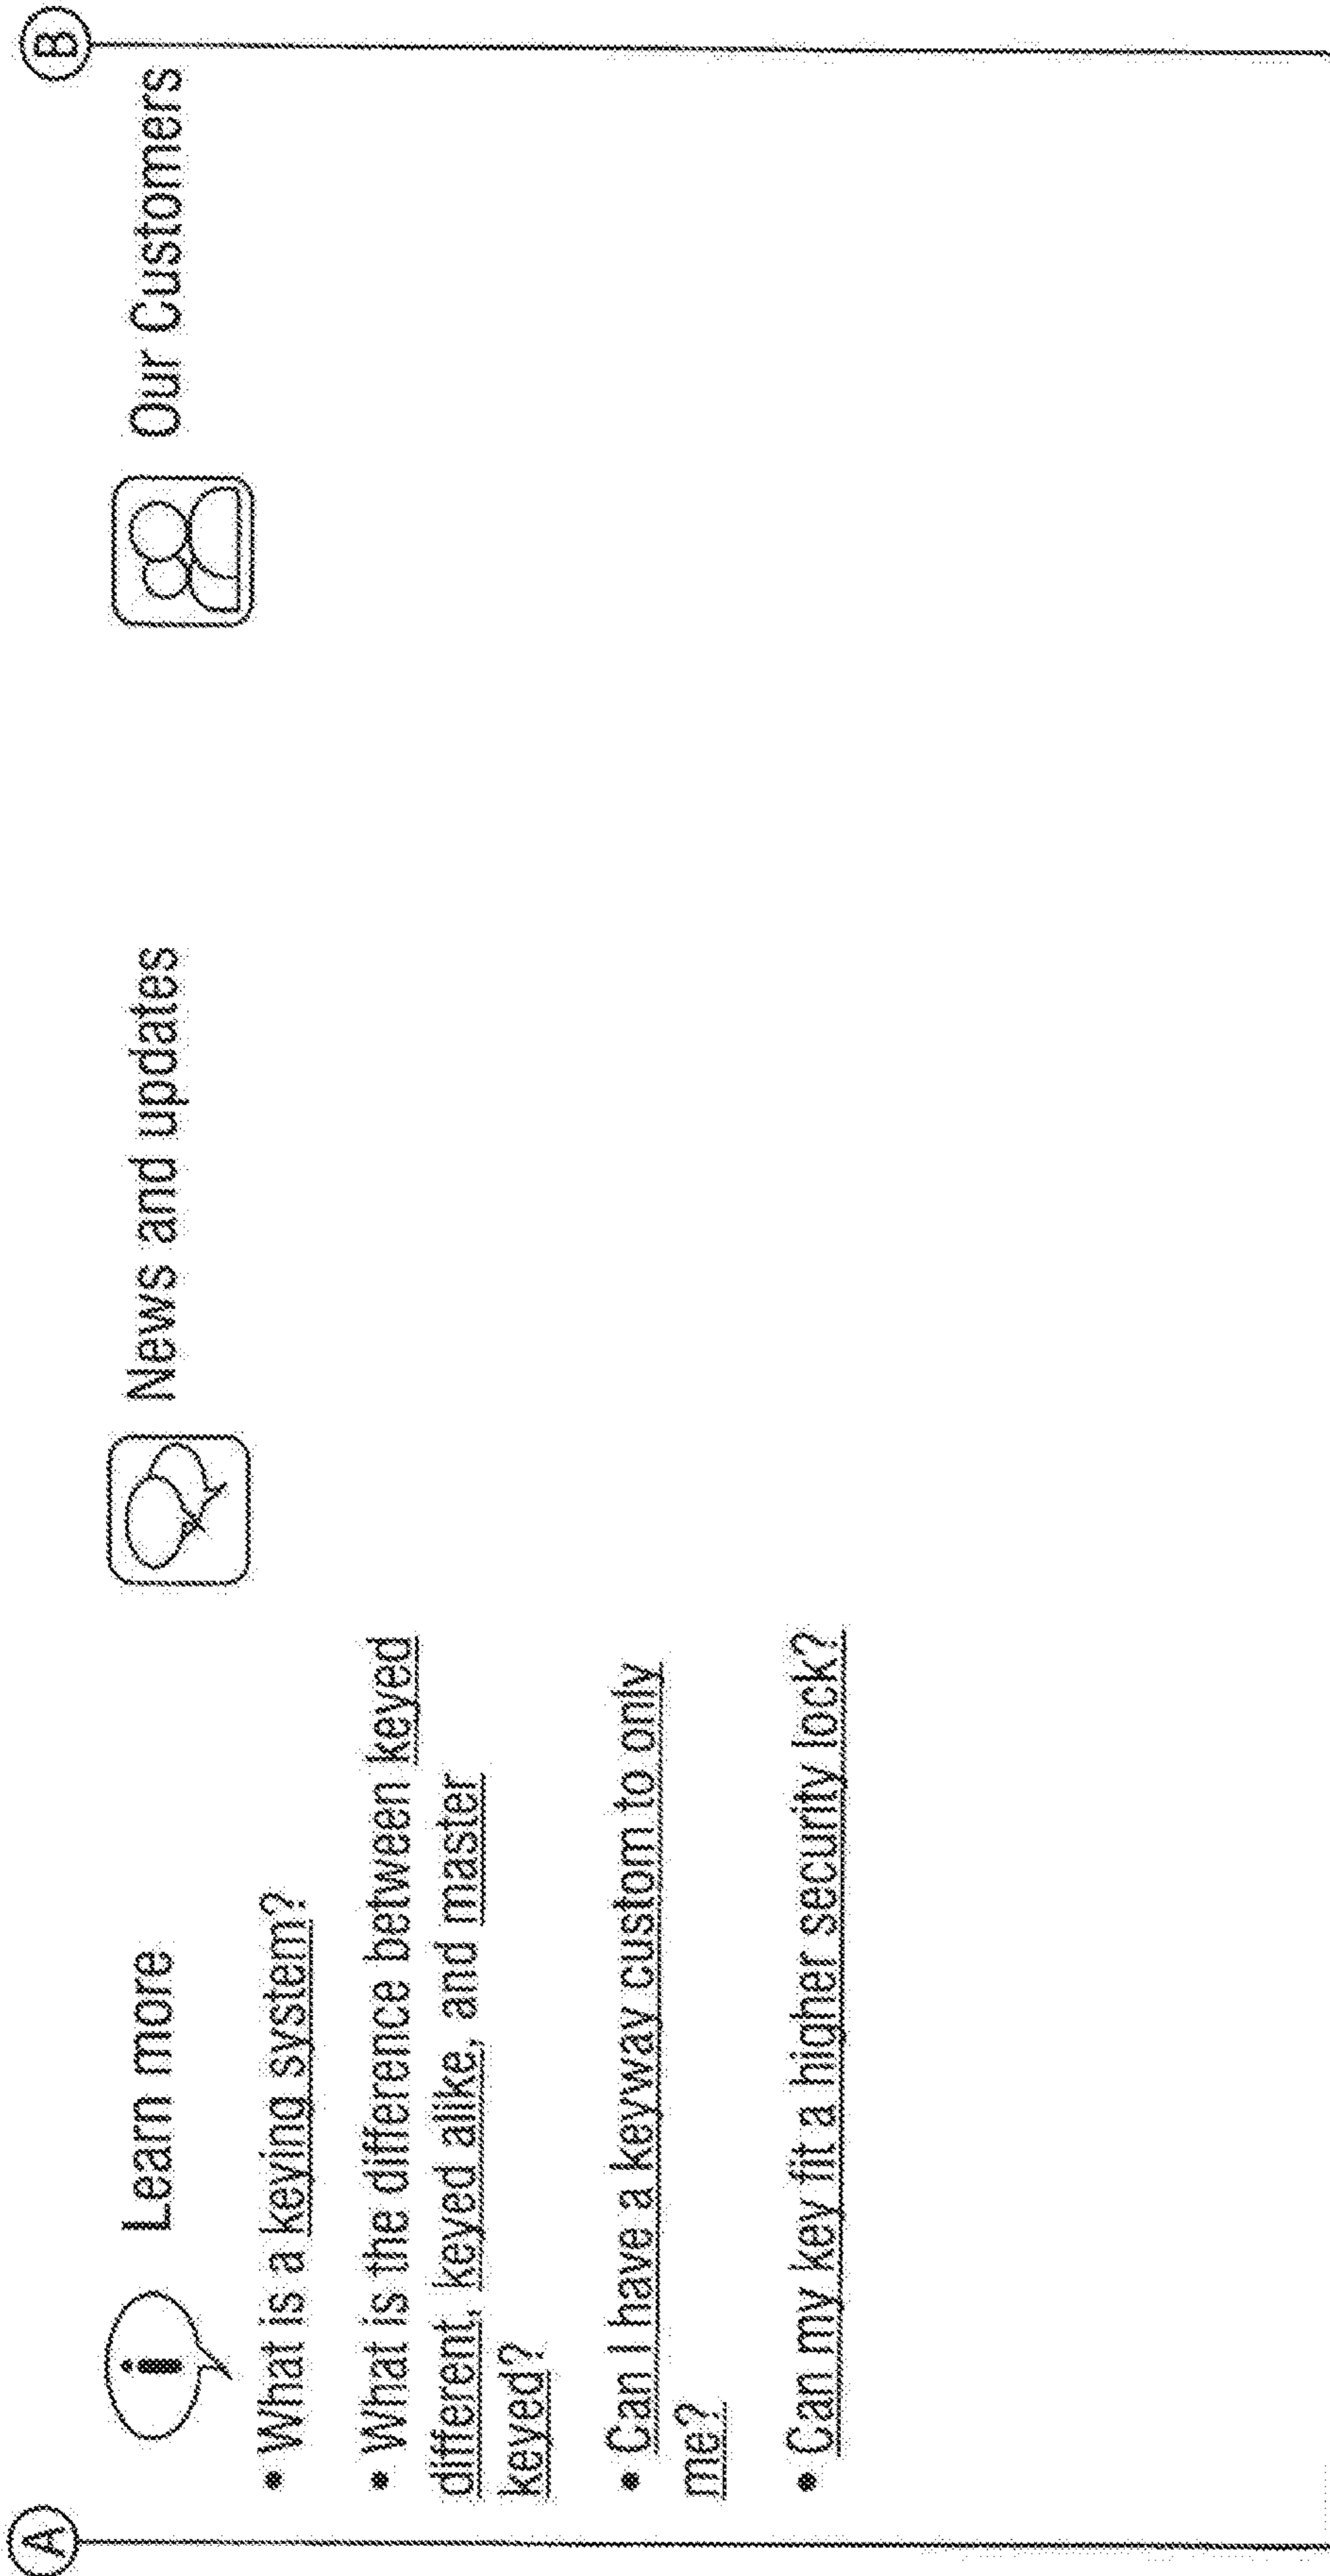 A
B
i
Learn more
• What is a keying system?
• What is the difference between keyed
different, keyed alike, and master
keyed?
• Can I have a keyway custom to only
me?
• Can my key fit a higher security lock?
News and updates
Our Customers